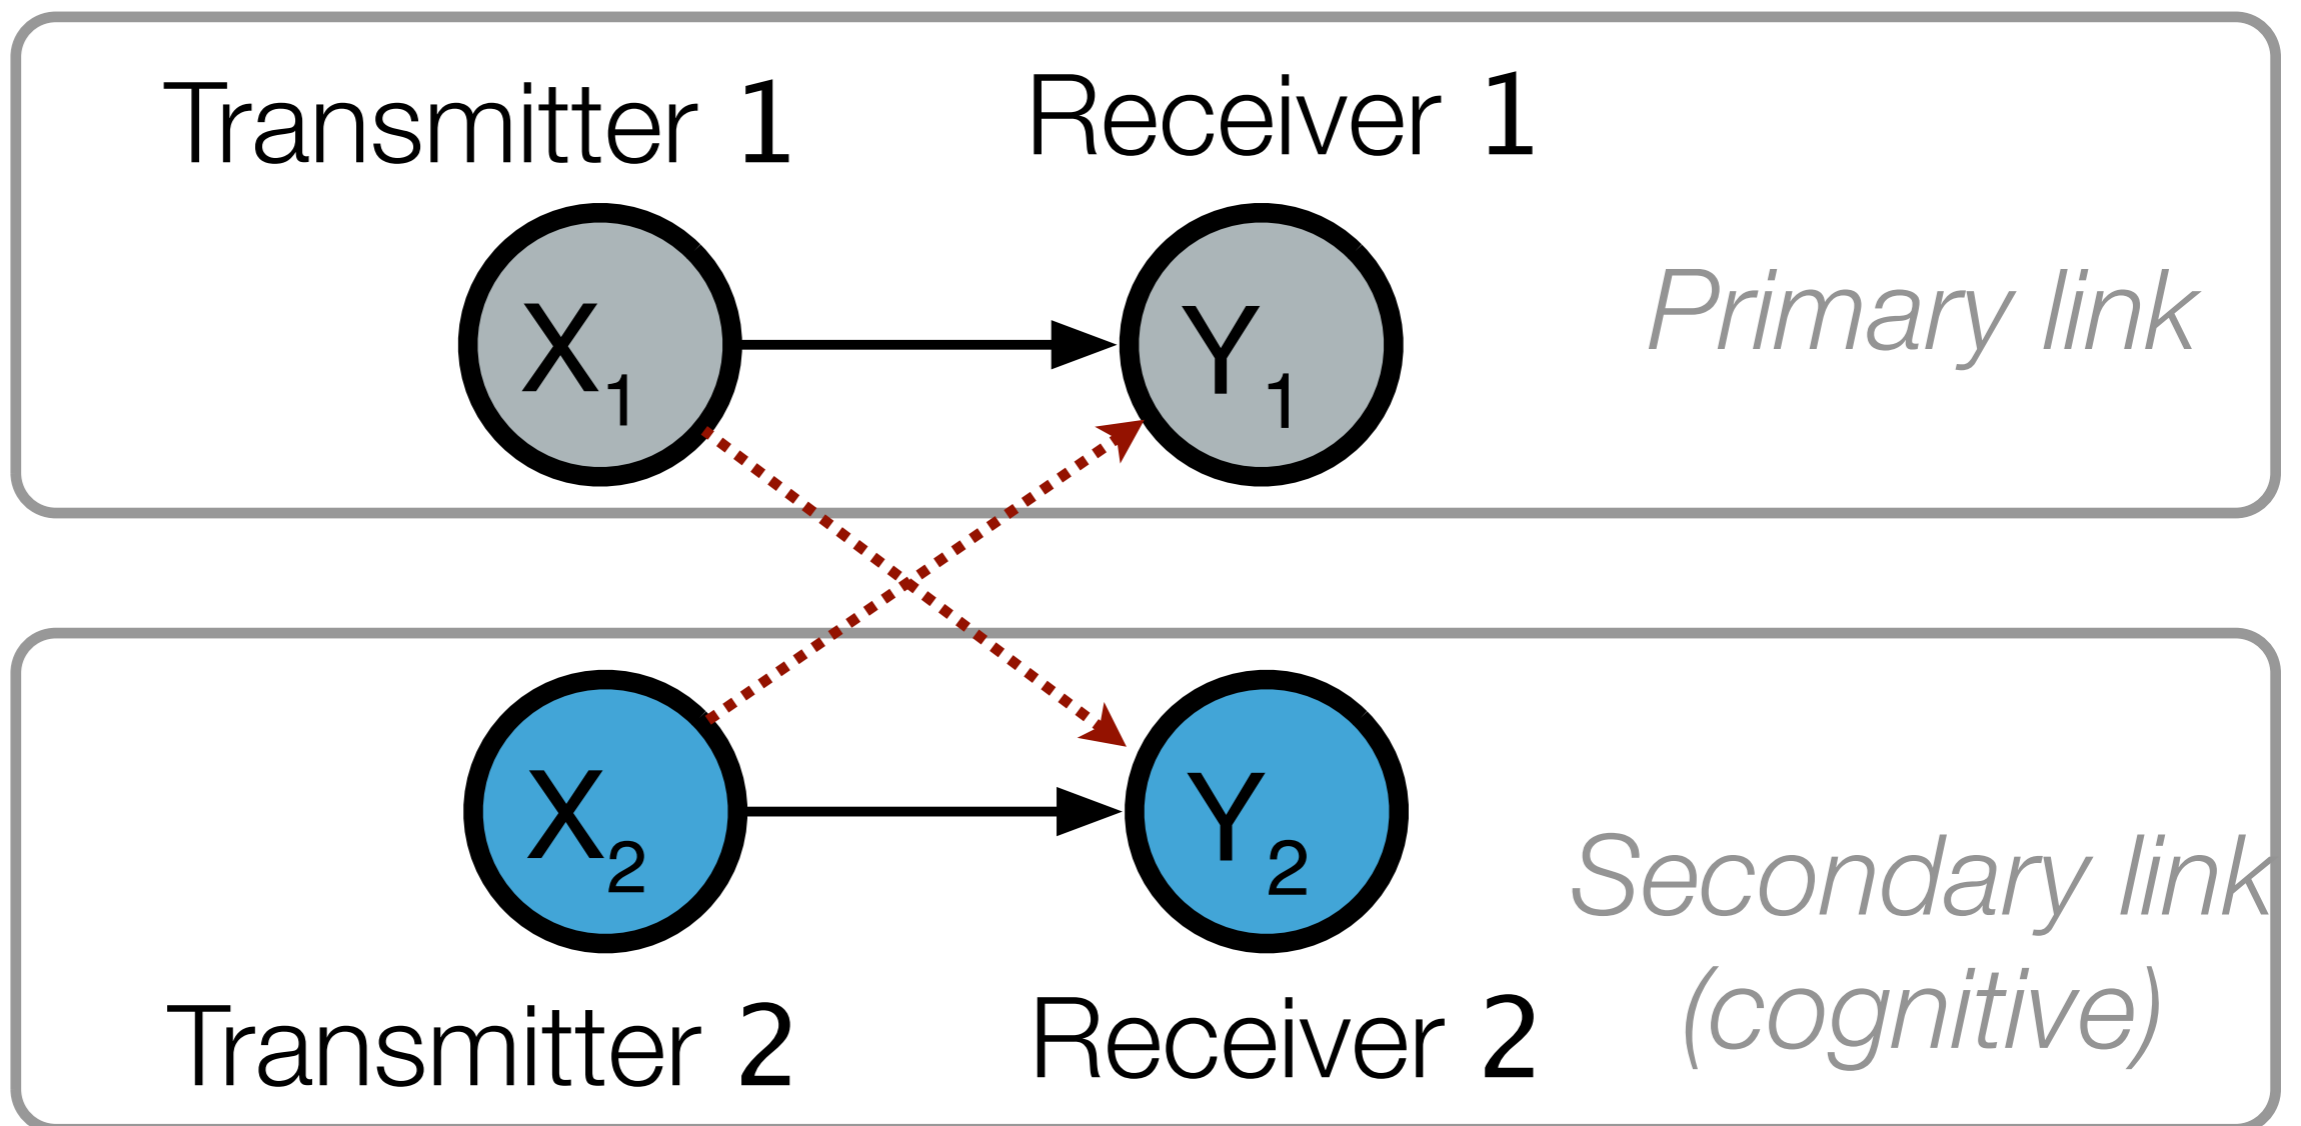 Transmitter 1
Receiver 1
X1
Y1
Primary link
X2
Y2
Secondary link
(cognitive)
Transmitter 2
Receiver 2